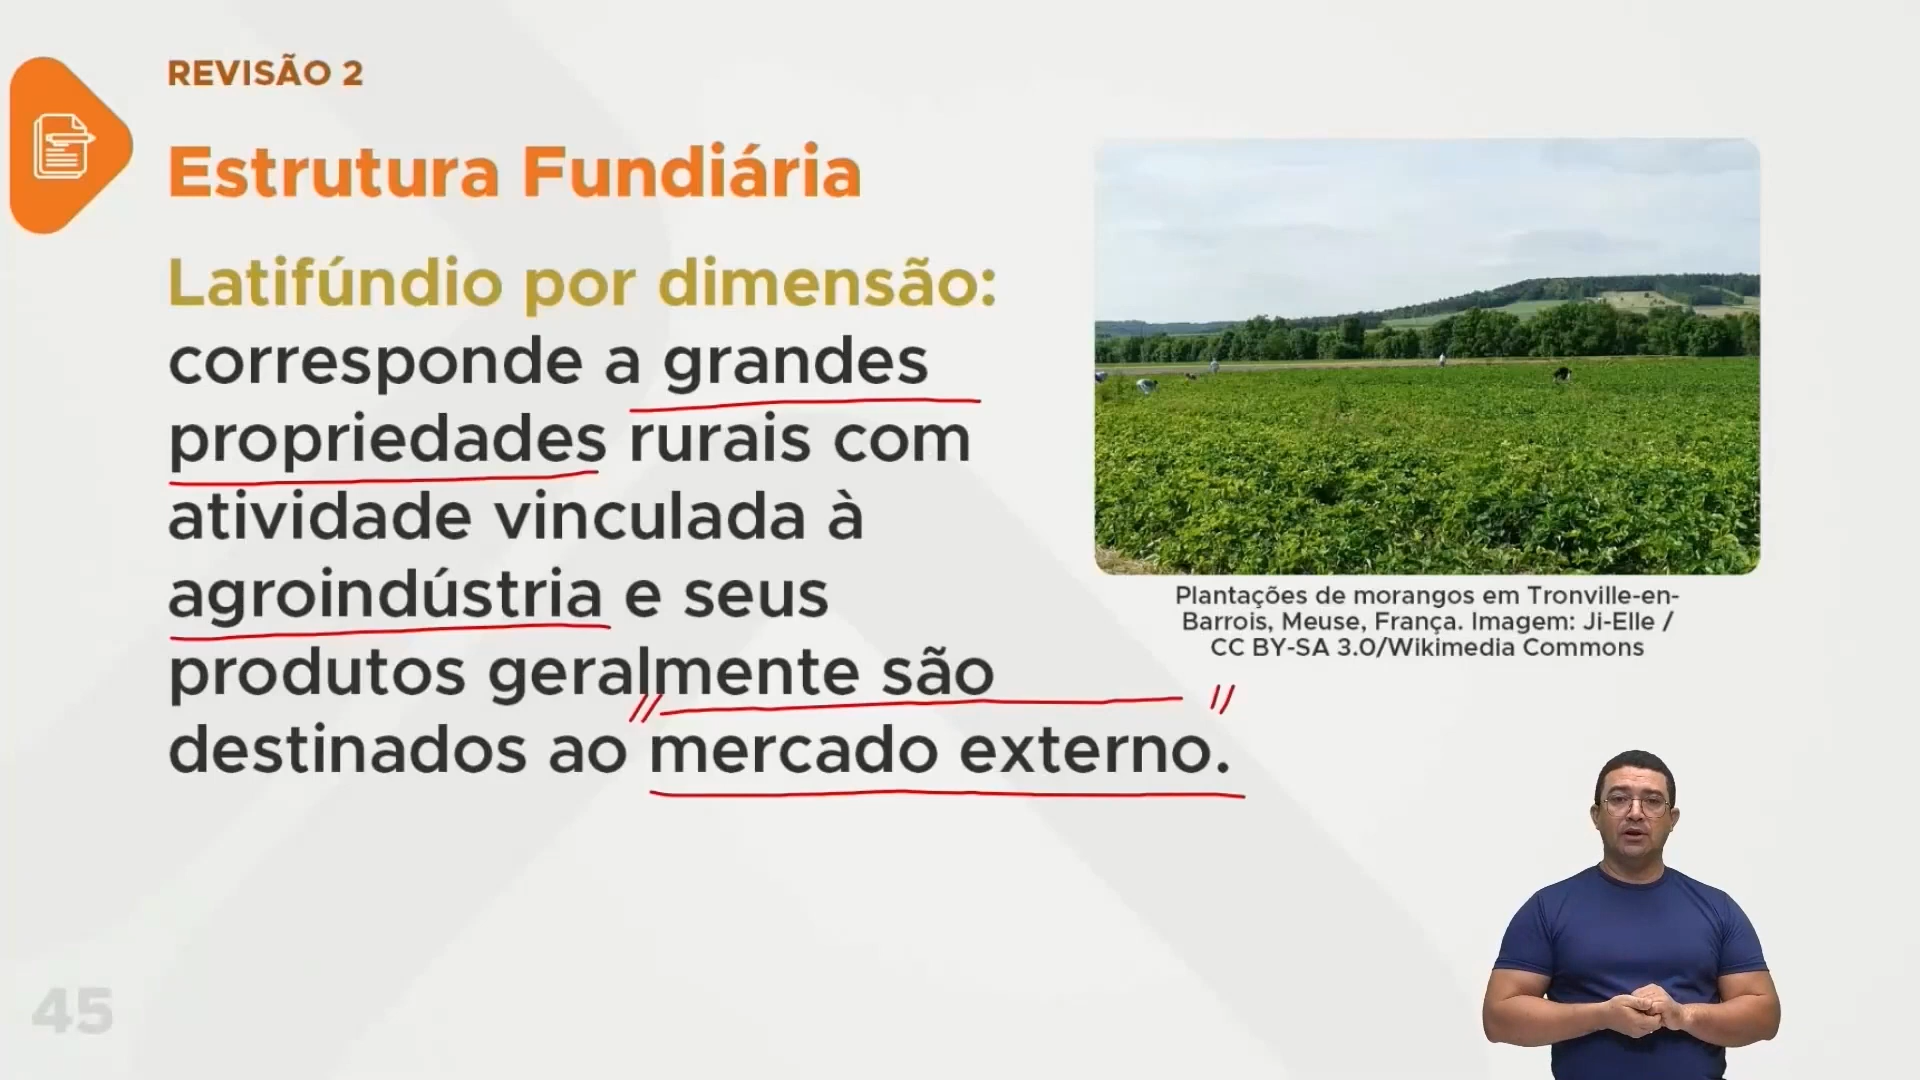 REVISÃO 2
Estrutura Fundiária
Latifúndio por dimensão:
corresponde a grandes
propriedades rurais com
atividade vinculada à
agroindústria e seus
produtos geralmente são
destinados ao mercado externo.
Plantações de morangos em Tronville-en-
Barrois, Meuse, França. Imagem: Ji-Elle /
CC BY-SA 3.0/Wikimedia Commons
45